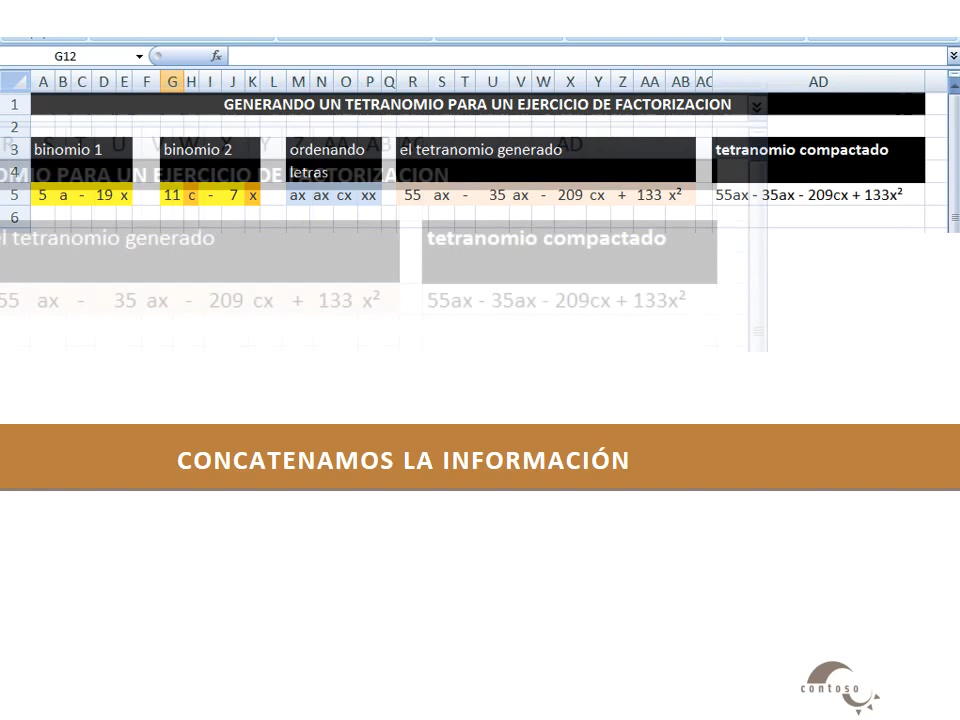 G12 fx
A B C D E F G H I J K L M N O P Q R S T U V W X Y Z AA AB AC AD
1 GENERANDO UN TETRANOMIO PARA UN EJERCICIO DE FACTORIZACION
2
3 binomio 1 binomio 2 ordenando el tetranomio generado tetranomio compactado
4 letras
5 5 a - 19 x 11 c - 7 x ax ax cx xx 55 ax - 35 ax - 209 cx + 133 x² 55ax - 35ax - 209cx + 133x²
6
el tetranomio generado tetranomio compactado
55 ax - 35 ax - 209 cx + 133 x² 55ax - 35ax - 209cx + 133x²
CONCATENAMOS LA INFORMACIÓN
contoso